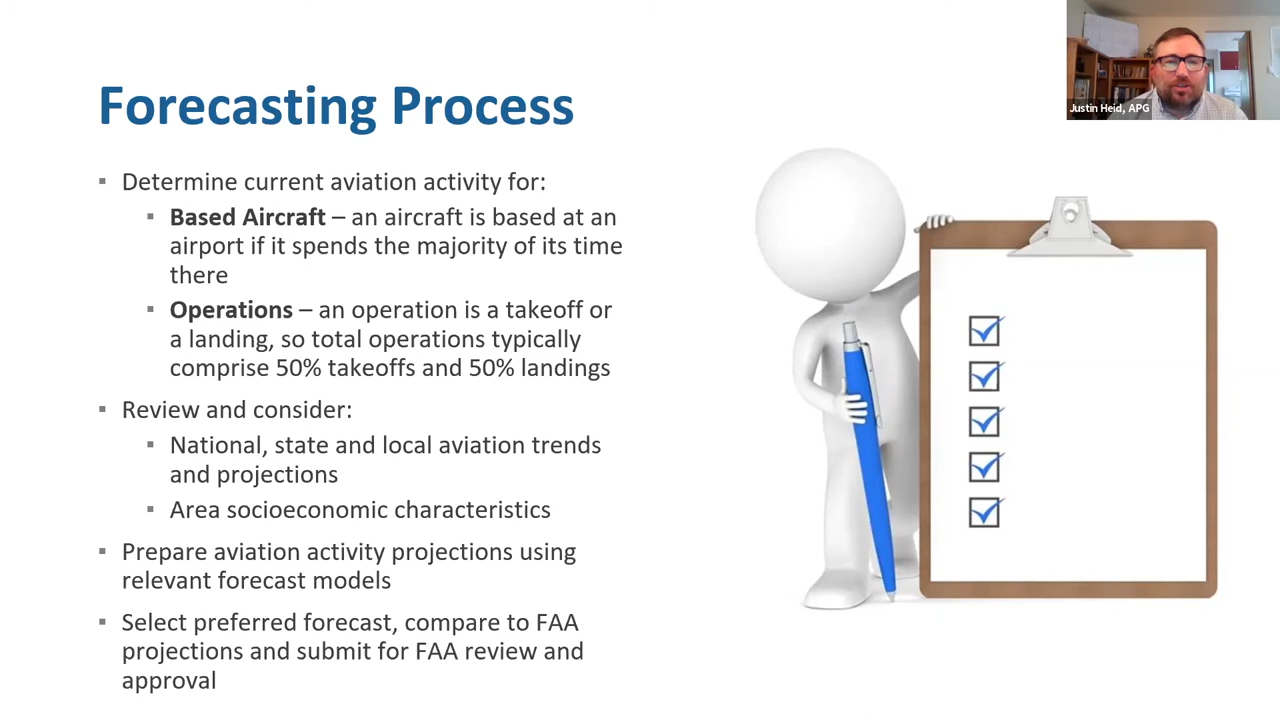 Forecasting Process
Justin Heid, APG
▪ Determine current aviation activity for:
▪ Based Aircraft – an aircraft is based at an
airport if it spends the majority of its time
there
▪ Operations – an operation is a takeoff or
a landing, so total operations typically
comprise 50% takeoffs and 50% landings
▪ Review and consider:
▪ National, state and local aviation trends
and projections
▪ Area socioeconomic characteristics
▪ Prepare aviation activity projections using
relevant forecast models
▪ Select preferred forecast, compare to FAA
projections and submit for FAA review and
approval